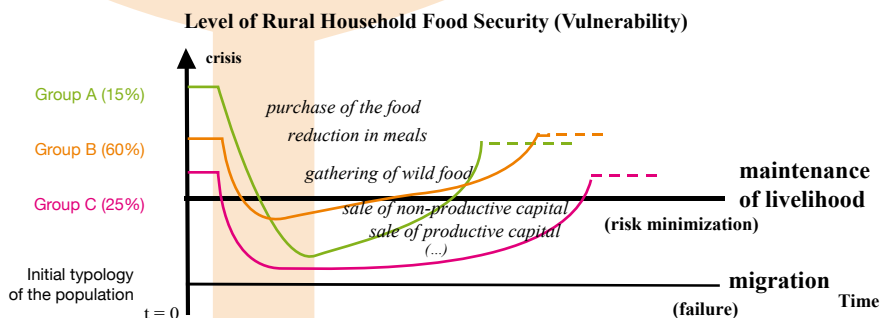 Level of Rural Household Food Security (Vulnerability)
crisis
Group A (15%)
purchase of the food
reduction in meals
Group B (60%)
gathering of wild food
maintenance
of livelihood
Group C (25%)
sale of non-productive capital
(risk minimization)
sale of productive capital
(...)
Initial typology
of the population
migration
Time
t = 0
(failure)